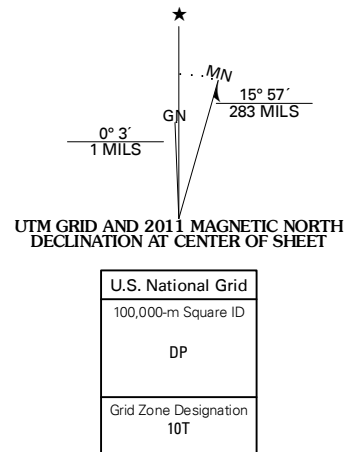 ★
MN
GN
15° 57´
283 MILS
0° 3´
1 MILS
UTM GRID AND 2011 MAGNETIC NORTH
DECLINATION AT CENTER OF SHEET
U.S. National Grid
100,000-m Square ID
DP
Grid Zone Designation
10T